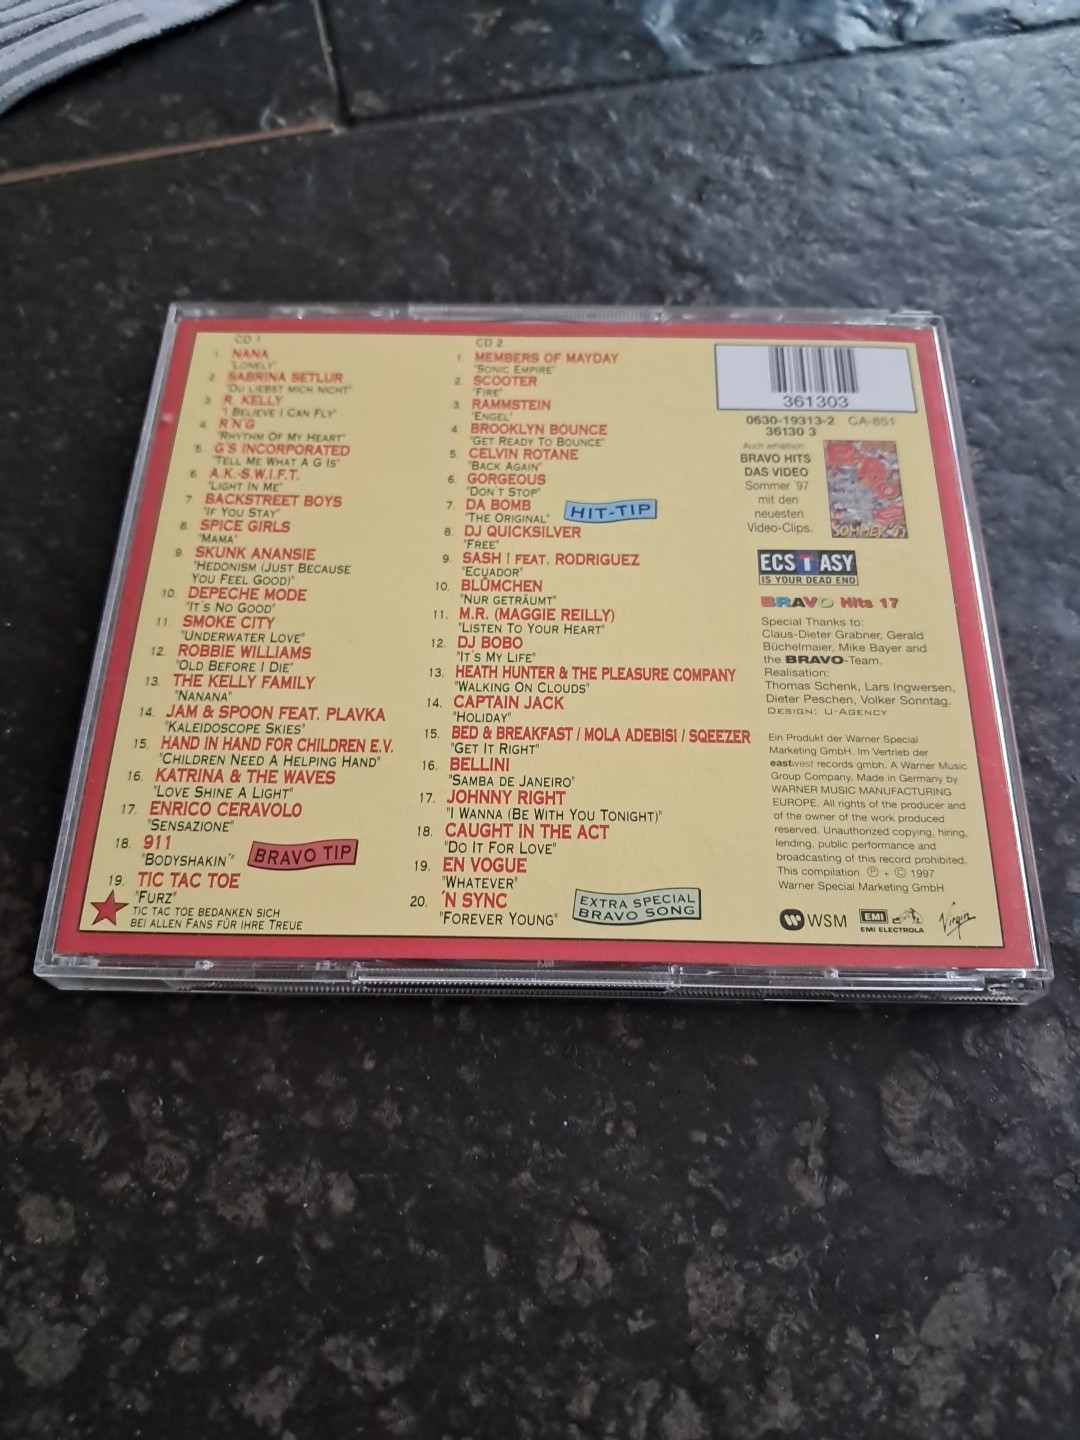 CD 1
1. NANA
"LONELY"
2. SABRINA SETLUR
"DU LIEBST MICH NICHT"
3. R. KELLY
"I BELIEVE I CAN FLY"
4. R'N'G
"RHYTHM OF MY HEART"
5. G'S INCORPORATED
"TELL ME WHAT A G IS"
6. A.K.-S.W.I.F.T.
"LIGHT IN ME"
7. BACKSTREET BOYS
"IF YOU STAY"
8. SPICE GIRLS
"MAMA"
9. SKUNK ANANSIE
"HEDONISM (JUST BECAUSE
YOU FEEL GOOD)"
10. DEPECHE MODE
"IT'S NO GOOD"
11. SMOKE CITY
"UNDERWATER LOVE"
12. ROBBIE WILLIAMS
"OLD BEFORE I DIE"
13. THE KELLY FAMILY
"NANANA"
14. JAM & SPOON FEAT. PLAVKA
"KALEIDOSCOPE SKIES"
15. HAND IN HAND FOR CHILDREN E.V.
"CHILDREN NEED A HELPING HAND"
16. KATRINA & THE WAVES
"LOVE SHINE A LIGHT"
17. ENRICO CERAVOLO
"SENSAZIONE"
18. 911
"BODYSHAKIN'"
BRAVO TIP
19. TIC TAC TOE
"FURZ"
TIC TAC TOE BEDANKEN SICH
BEI ALLEN FANS FÜR IHRE TREUE
CD 2
1. MEMBERS OF MAYDAY
"SONIC EMPIRE"
2. SCOOTER
"FIRE"
3. RAMMSTEIN
"ENGEL"
4. BROOKLYN BOUNCE
"GET READY TO BOUNCE"
5. CELVIN ROTANE
"BACK AGAIN"
6. GORGEOUS
"DON'T STOP"
7. DA BOMB
"THE ORIGINAL"
HIT-TIP
8. DJ QUICKSILVER
"FREE"
9. SASH ! FEAT. RODRIGUEZ
"ECUADOR"
10. BLÜMCHEN
"NUR GETRÄUMT"
11. M.R. (MAGGIE REILLY)
"LISTEN TO YOUR HEART"
12. DJ BOBO
"IT'S MY LIFE"
13. HEATH HUNTER & THE PLEASURE COMPANY
"WALKING ON CLOUDS"
14. CAPTAIN JACK
"HOLIDAY"
15. BED & BREAKFAST / MOLA ADEBISI / SQEEZER
"GET IT RIGHT"
16. BELLINI
"SAMBA DE JANEIRO"
17. JOHNNY RIGHT
"I WANNA (BE WITH YOU TONIGHT)"
18. CAUGHT IN THE ACT
"DO IT FOR LOVE"
19. EN VOGUE
"WHATEVER"
20. 'N SYNC
"FOREVER YOUNG"
EXTRA SPECIAL
BRAVO SONG
361303
0630-19313-2 CA-851
36130 3
Auch erhältlich:
BRAVO HITS
DAS VIDEO
Sommer '97
mit den
neuesten
Video-Clips.
BRAVO
SOMMER '97
ECSTASY
IS YOUR DEAD END
BRAVO Hits 17
Special Thanks to:
Claus-Dieter Grabner, Gerald
Büchelmaier, Mike Bayer and
the BRAVO-Team.
Realisation:
Thomas Schenk, Lars Ingwersen,
Dieter Peschen, Volker Sonntag.
DESIGN: U-AGENCY
Ein Produkt der Warner Special
Marketing GmbH. Im Vertrieb der
eastwest records gmbh. A Warner Music
Group Company. Made in Germany by
WARNER MUSIC MANUFACTURING
EUROPE. All rights of the producer and
of the owner of the work produced
reserved. Unauthorized copying, hiring,
lending, public performance and
broadcasting of this record prohibited.
This compilation ℗ + © 1997
Warner Special Marketing GmbH
WSM
EMI
EMI ELECTROLA
Virgin